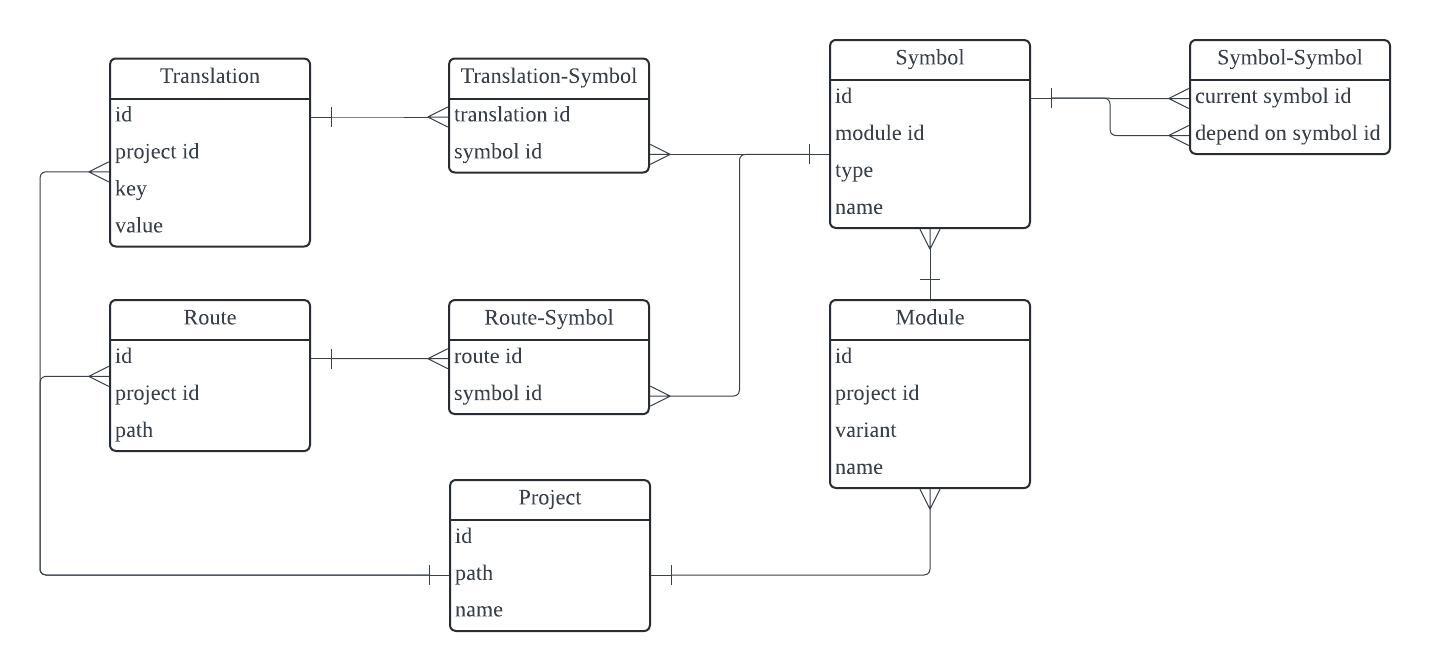 Translation
id
project id
key
value
Translation-Symbol
translation id
symbol id
Symbol
id
module id
type
name
Symbol-Symbol
current symbol id
depend on symbol id
Route
id
project id
path
Route-Symbol
route id
symbol id
Module
id
project id
variant
name
Project
id
path
name